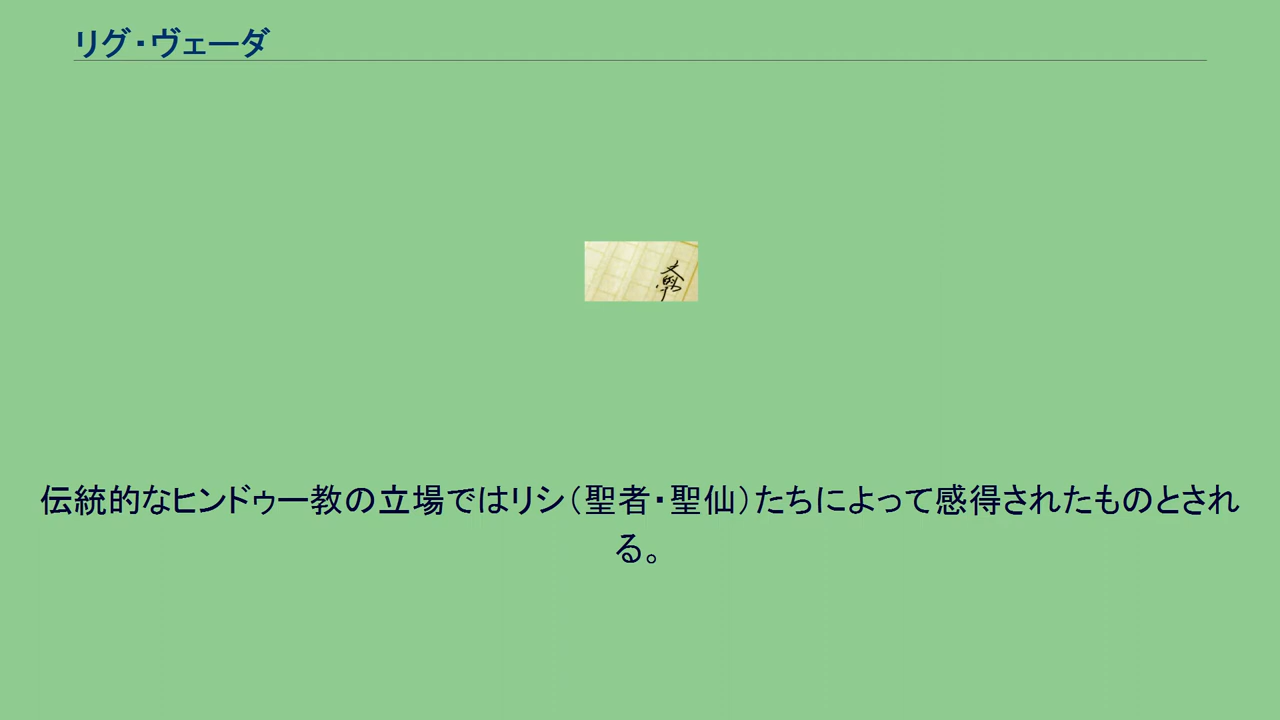 リグ・ヴェーダ
伝統的なヒンドゥー教の立場ではリシ（聖者・聖仙）たちによって感得されたものとされ
る。